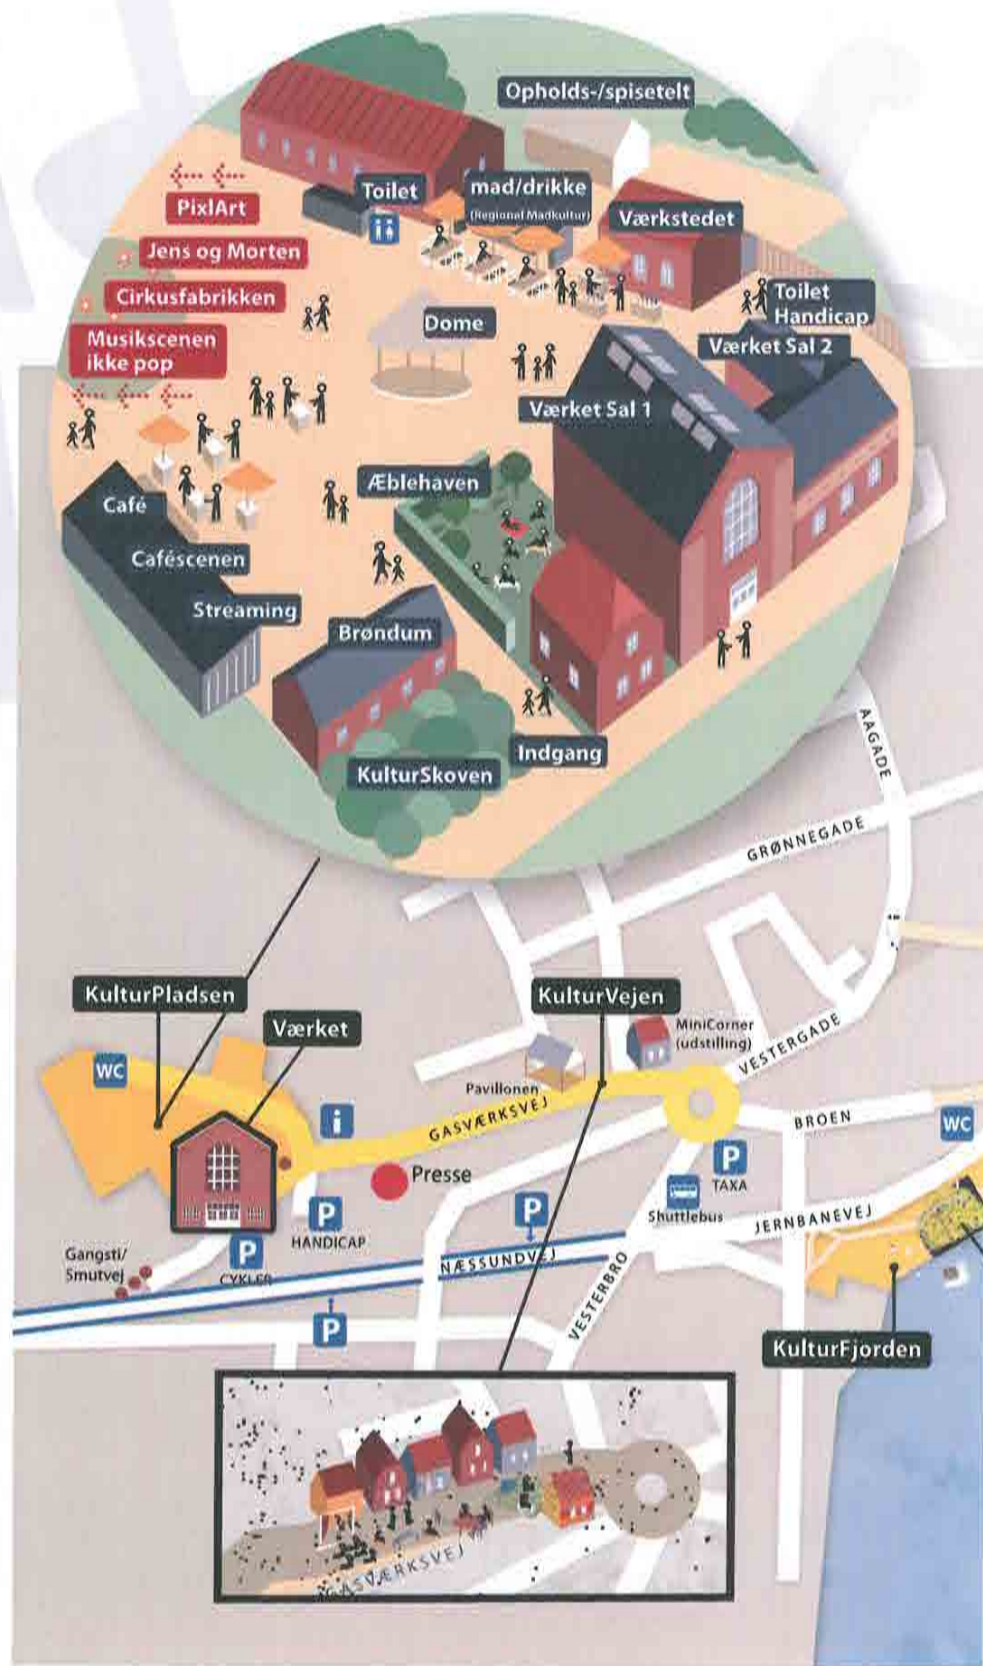 Opholds-/spisetelt
Toilet
mad/drikke
(Regional Madkultur)
PixlArt
Værkstedet
Jens og Morten
Cirkusfabrikken
Toilet
Handicap
Dome
Musikscenen
ikke pop
Værket Sal 2
Værket Sal 1
Æblehaven
Café
Caféscenen
Streaming
Brøndum
Indgang
KulturSkoven
AAGADE
GRØNNEGADE
KulturPladsen
KulturVejen
Værket
MiniCorner
(udstilling)
VESTERGADE
WC
Pavillonen
i
GASVÆRKSVEJ
BROEN
WC
Presse
P
TAXA
P
HANDICAP
P
Shuttlebus
JERNBANEVEJ
Gangsti/
Smutvej
P
CYKLER
NÆSSUNDVEJ
VESTERBRO
P
KulturFjorden
GASVÆRKSVEJ